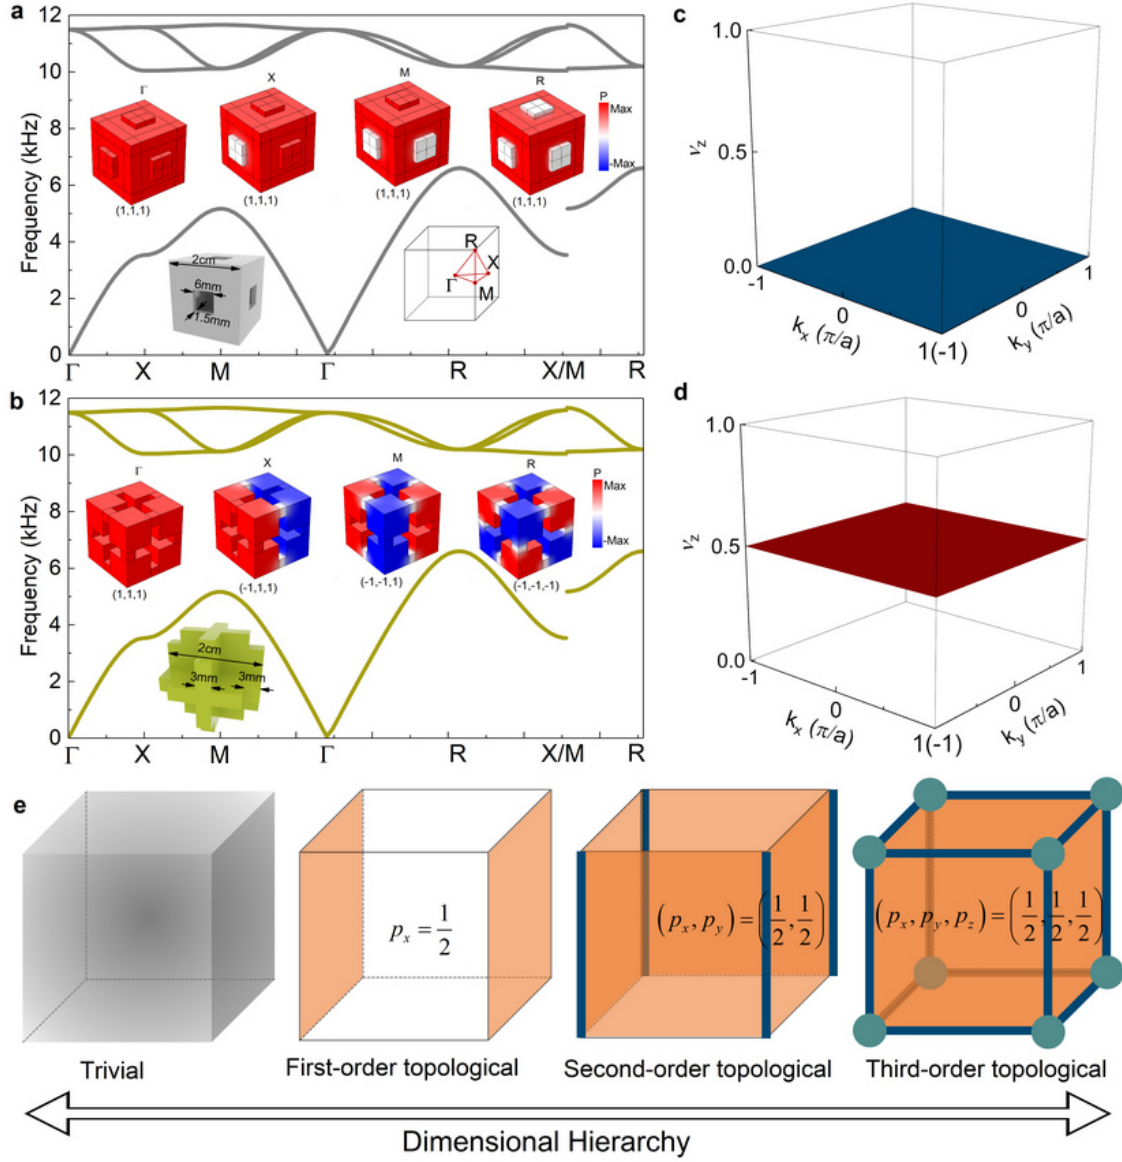 a
12
10
8
6
4
2
0
Frequency (kHz)
Γ
X
M
R
(1,1,1)
(1,1,1)
(1,1,1)
(1,1,1)
P
Max
-Max
2cm
6mm
1.5mm
R
X
Γ
M
Γ
X
M
Γ
R
X/M
R
b
12
10
8
6
4
2
0
Frequency (kHz)
Γ
X
M
R
(1,1,1)
(-1,1,1)
(-1,-1,1)
(-1,-1,-1)
P
Max
-Max
2cm
3mm
3mm
Γ
X
M
Γ
R
X/M
R
c
1.0
0.5
0.0
νz
-1
0
1(-1)
0
1
kx (π/a)
ky (π/a)
d
1.0
0.5
0.0
νz
-1
0
1(-1)
0
1
kx (π/a)
ky (π/a)
e
px = 1/2
(px, py) = (1/2, 1/2)
(px, py, pz) = (1/2, 1/2, 1/2)
Trivial
First-order topological
Second-order topological
Third-order topological
Dimensional Hierarchy